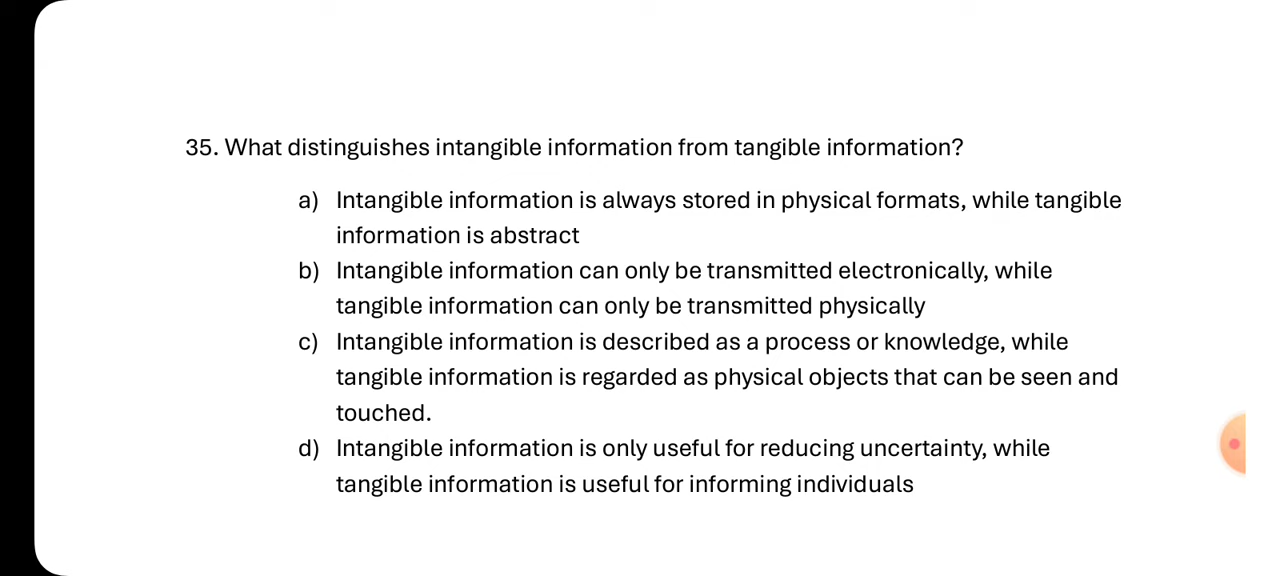 35. What distinguishes intangible information from tangible information?
a) Intangible information is always stored in physical formats, while tangible
information is abstract
b) Intangible information can only be transmitted electronically, while
tangible information can only be transmitted physically
c) Intangible information is described as a process or knowledge, while
tangible information is regarded as physical objects that can be seen and
touched.
d) Intangible information is only useful for reducing uncertainty, while
tangible information is useful for informing individuals